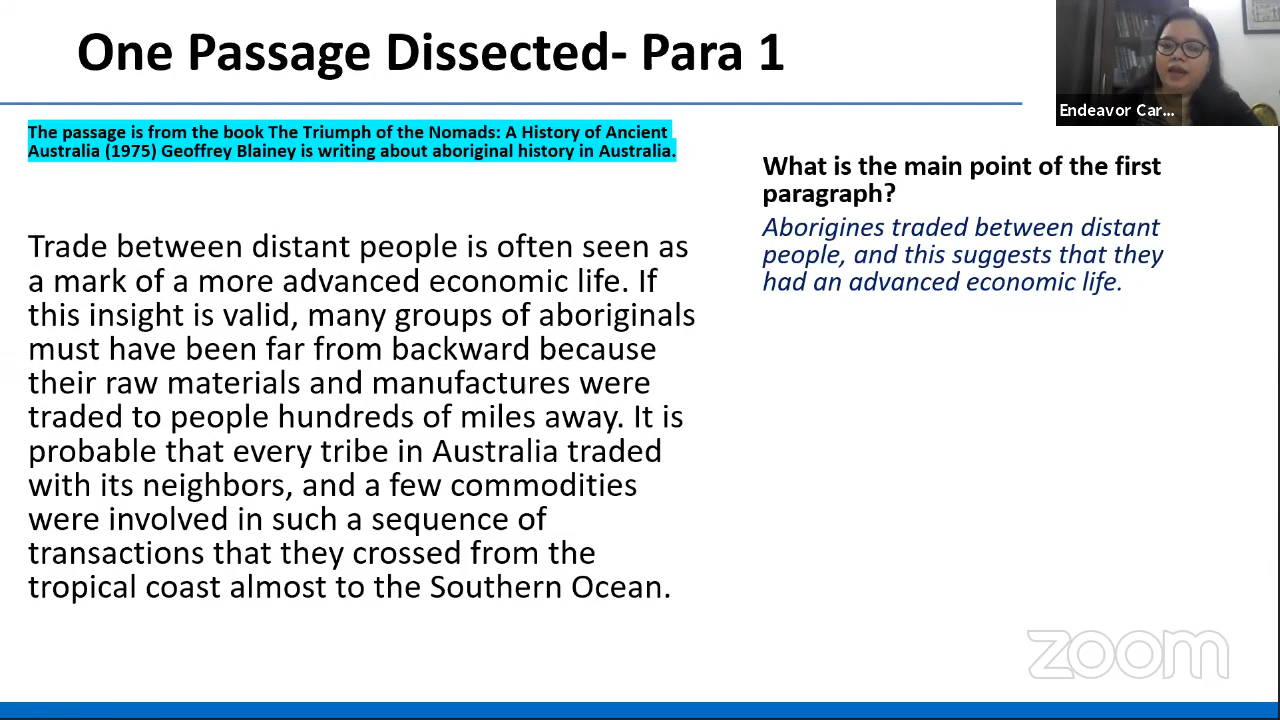 One Passage Dissected- Para 1
Endeavor Car...
The passage is from the book The Triumph of the Nomads: A History of Ancient
Australia (1975) Geoffrey Blainey is writing about aboriginal history in Australia.
Trade between distant people is often seen as
a mark of a more advanced economic life. If
this insight is valid, many groups of aboriginals
must have been far from backward because
their raw materials and manufactures were
traded to people hundreds of miles away. It is
probable that every tribe in Australia traded
with its neighbors, and a few commodities
were involved in such a sequence of
transactions that they crossed from the
tropical coast almost to the Southern Ocean.
What is the main point of the first
paragraph?
Aborigines traded between distant
people, and this suggests that they
had an advanced economic life.
zoom